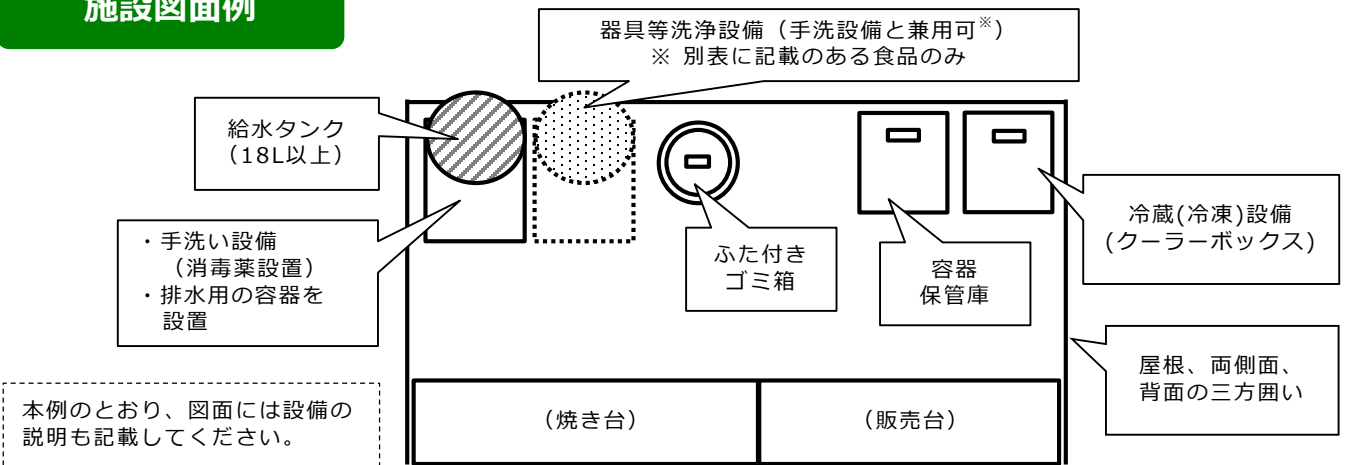 施設図面例
器具等洗浄設備（手洗設備と兼用可※）
※ 別表に記載のある食品のみ
給水タンク
（18L以上）
・手洗い設備
（消毒薬設置）
・排水用の容器を
設置
ふた付き
ゴミ箱
容器
保管庫
冷蔵(冷凍)設備
(クーラーボックス)
屋根、両側面、
背面の三方囲い
本例のとおり、図面には設備の
説明も記載してください。
（焼き台）
（販売台）